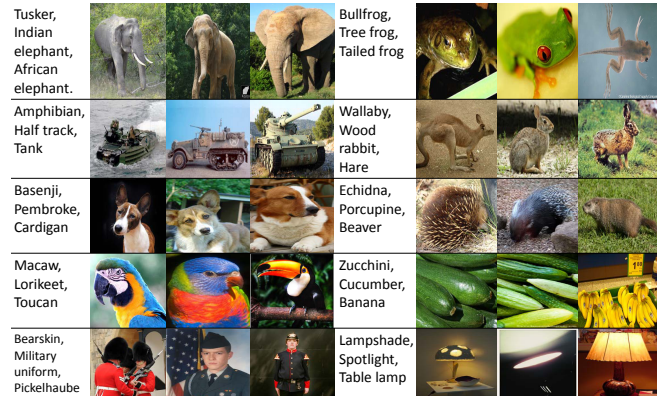 Tusker,
Indian
elephant,
African
elephant.
Bullfrog,
Tree frog,
Tailed frog
Amphibian,
Half track,
Tank
Wallaby,
Wood
rabbit,
Hare
Basenji,
Pembroke,
Cardigan
Echidna,
Porcupine,
Beaver
Macaw,
Lorikeet,
Toucan
Zucchini,
Cucumber,
Banana
Bearskin,
Military
uniform,
Pickelhaube
Lampshade,
Spotlight,
Table lamp